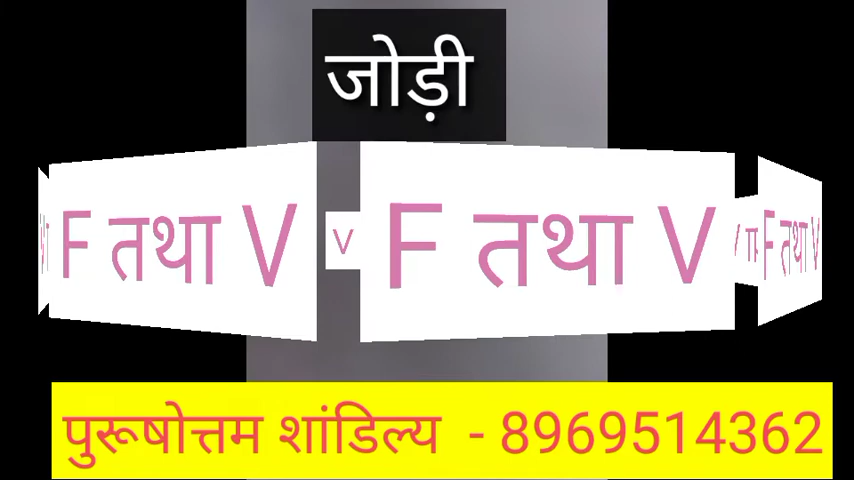 जोड़ी
F तथा V
V
F तथा V
F तथा V
पुरूषोत्तम शांडिल्य - 8969514362